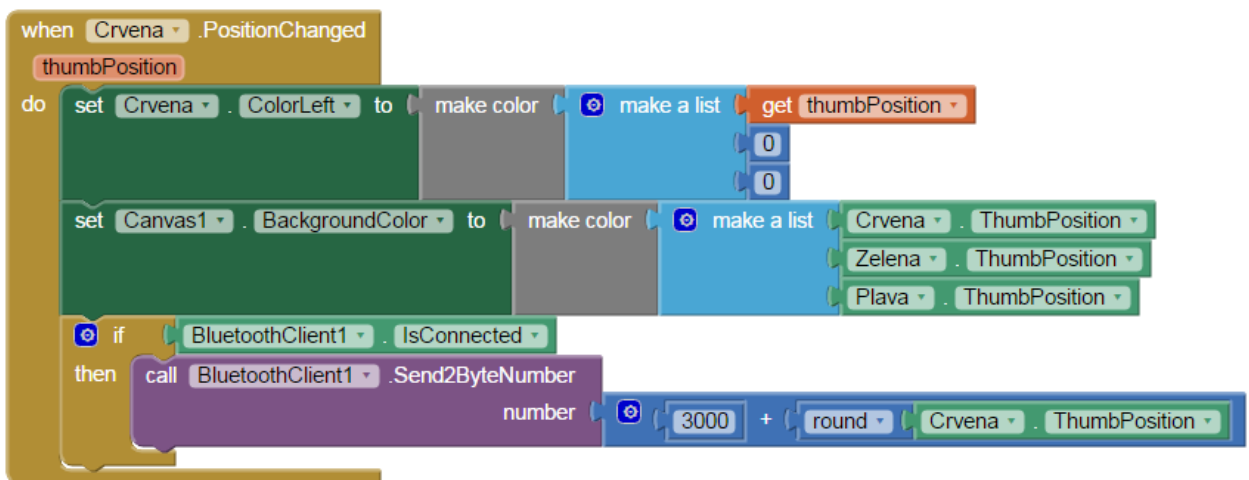 when Crvena .PositionChanged
thumbPosition
do set Crvena . ColorLeft to make color make a list get thumbPosition
0
0
set Canvas1 . BackgroundColor to make color make a list Crvena . ThumbPosition
Zelena . ThumbPosition
Plava . ThumbPosition
if BluetoothClient1 . IsConnected
then call BluetoothClient1 .Send2ByteNumber
number 3000 + round Crvena . ThumbPosition